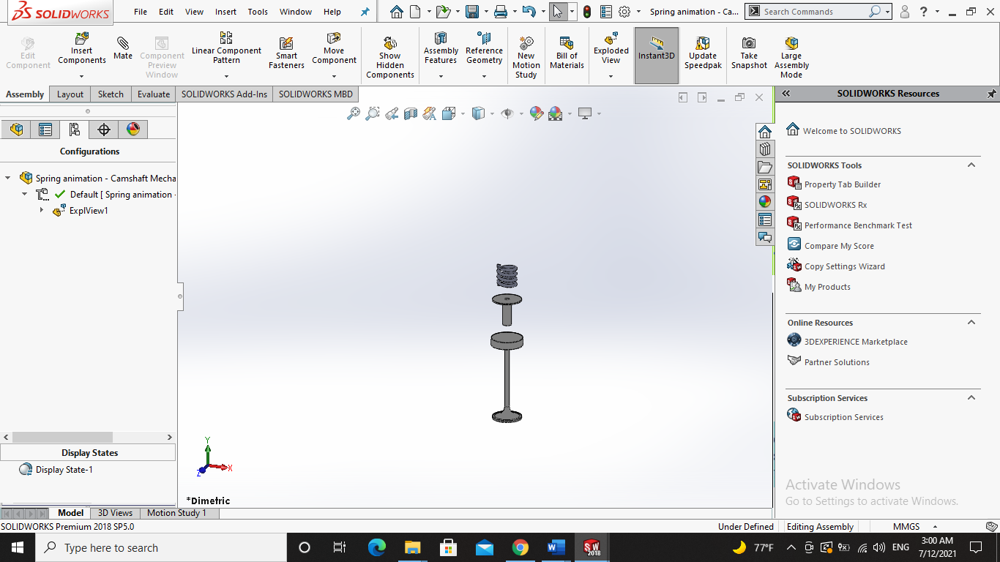 SOLIDWORKS
File Edit View Insert Tools Window Help
Spring animation - Ca...
Search Commands
?
Edit Component
Insert Components
Mate
Component Preview Window
Linear Component Pattern
Smart Fasteners
Move Component
Show Hidden Components
Assembly Features
Reference Geometry
New Motion Study
Bill of Materials
Exploded View
Instant3D
Update Speedpak
Take Snapshot
Large Assembly Mode
Assembly Layout Sketch Evaluate SOLIDWORKS Add-Ins SOLIDWORKS MBD
Configurations
Spring animation - Camshaft Mecha
Default [ Spring animation -
ExplView1
Display States
Display State-1
Y
X
Z
*Dimetric
SOLIDWORKS Resources
Welcome to SOLIDWORKS
SOLIDWORKS Tools
Property Tab Builder
SOLIDWORKS Rx
Performance Benchmark Test
Compare My Score
Copy Settings Wizard
My Products
Online Resources
3DEXPERIENCE Marketplace
Partner Solutions
Subscription Services
Subscription Services
Activate Windows
Go to Settings to activate Windows.
Model 3D Views Motion Study 1
SOLIDWORKS Premium 2018 SP5.0
Under Defined Editing Assembly MMGS
Type here to search
SW 2018
77°F
ENG
3:00 AM
7/12/2021